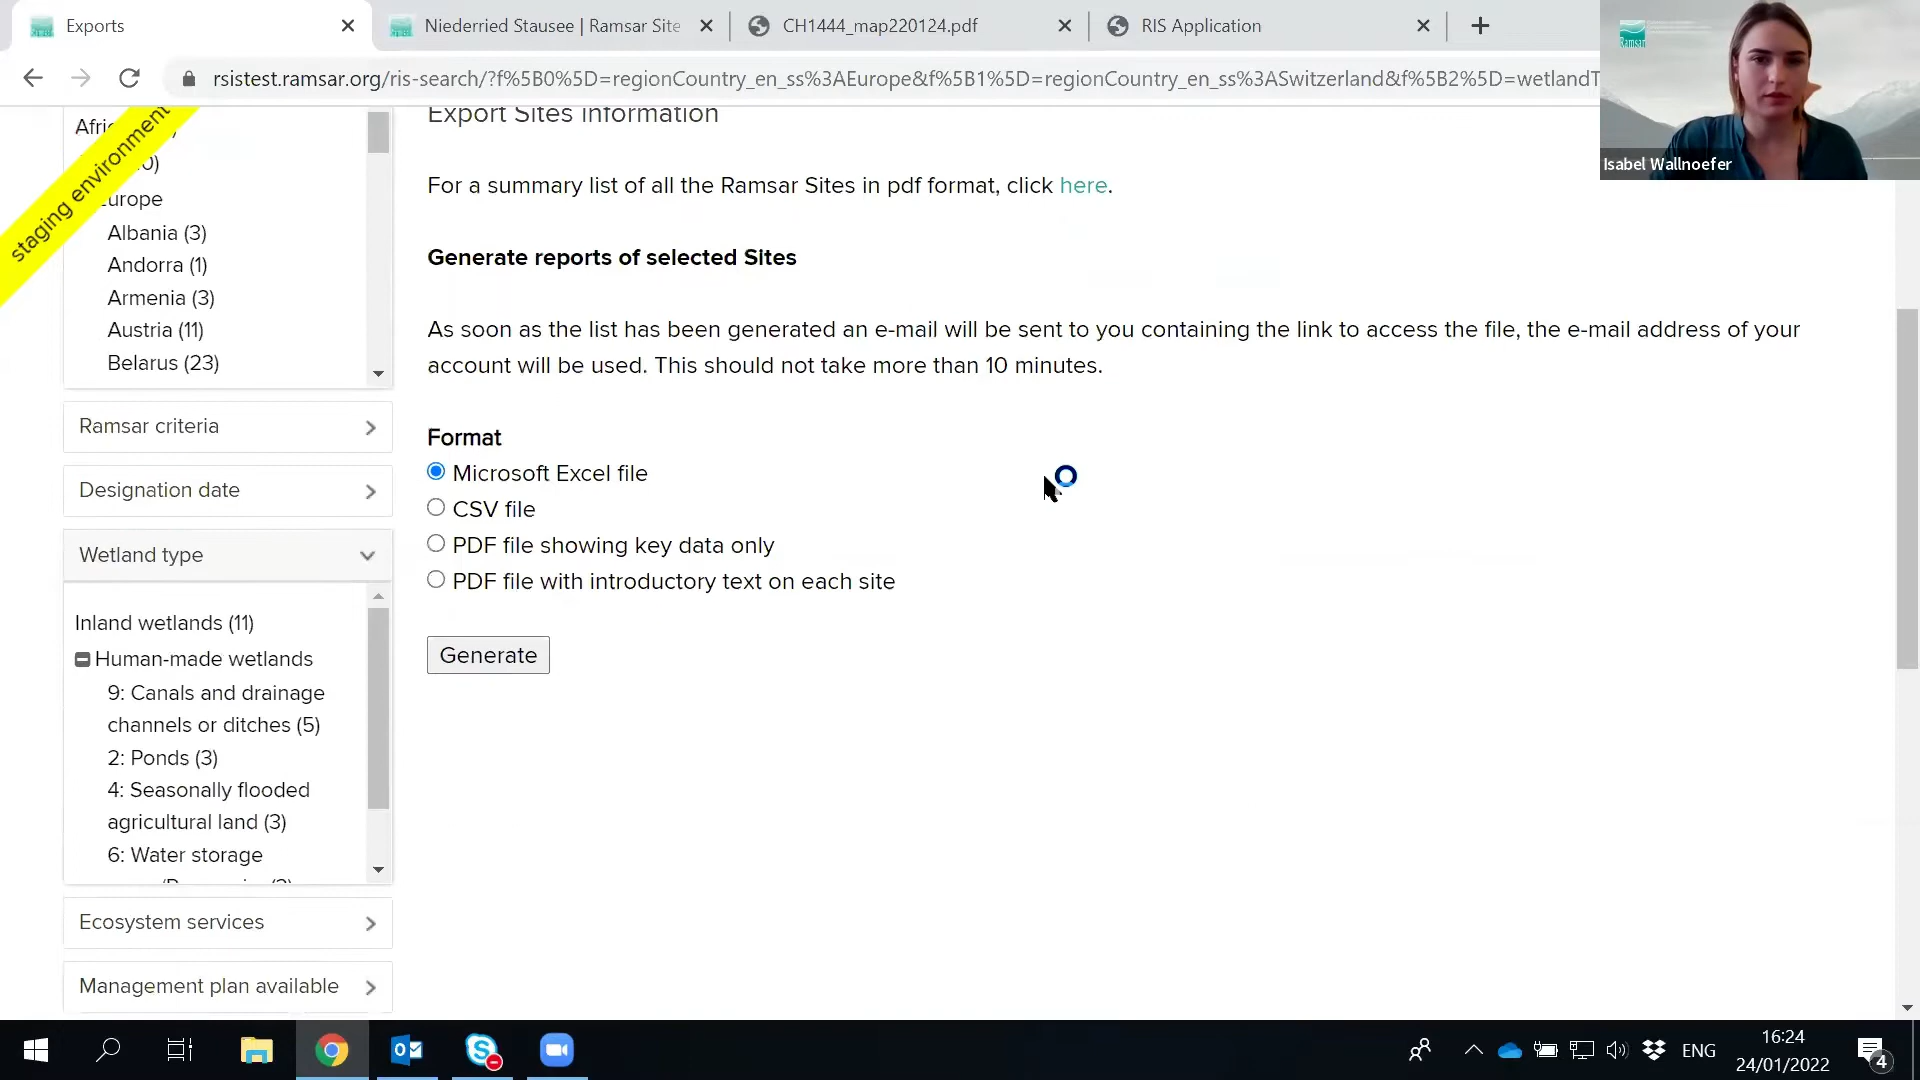 Exports
Niederried Stausee | Ramsar Site
CH1444_map220124.pdf
RIS Application
rsistest.ramsar.org/ris-search/?f%5B0%5D=regionCountry_en_ss%3AEurope&f%5B1%5D=regionCountry_en_ss%3ASwitzerland&f%5B2%5D=wetlandT
Ramsar
Isabel Wallnoefer
staging environment
Europe
Albania (3)
Andorra (1)
Armenia (3)
Austria (11)
Belarus (23)
Ramsar criteria
Designation date
Wetland type
Inland wetlands (11)
Human-made wetlands
9: Canals and drainage
channels or ditches (5)
2: Ponds (3)
4: Seasonally flooded
agricultural land (3)
6: Water storage
Ecosystem services
Management plan available
Export Sites information
For a summary list of all the Ramsar Sites in pdf format, click here.
Generate reports of selected Sites
As soon as the list has been generated an e-mail will be sent to you containing the link to access the file, the e-mail address of your
account will be used. This should not take more than 10 minutes.
Format
Microsoft Excel file
CSV file
PDF file showing key data only
PDF file with introductory text on each site
Generate
ENG
16:24
24/01/2022
4